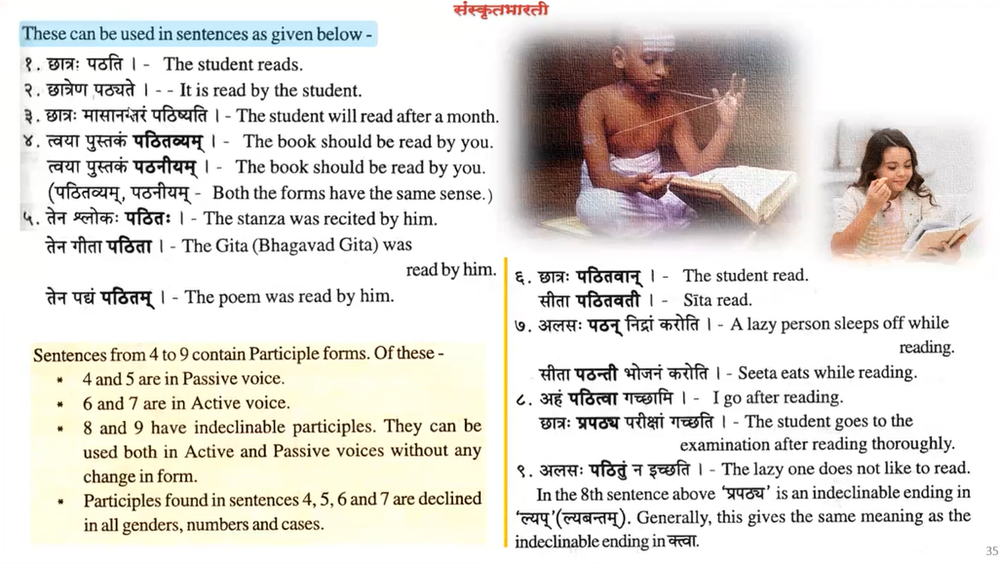 संस्कृतभारती
These can be used in sentences as given below -
१. छात्रः पठति । - The student reads.
२. छात्रेण पठ्यते । - - It is read by the student.
३. छात्रः मासानन्तरं पठिष्यति । - The student will read after a month.
४. त्वया पुस्तकं पठितव्यम् । - The book should be read by you.
त्वया पुस्तकं पठनीयम् । - The book should be read by you.
(पठितव्यम्, पठनीयम् - Both the forms have the same sense.)
५. तेन श्लोकः पठितः । - The stanza was recited by him.
तेन गीता पठिता । - The Gita (Bhagavad Gita) was
read by him.
तेन पद्यं पठितम् । - The poem was read by him.
Sentences from 4 to 9 contain Participle forms. Of these -
* 4 and 5 are in Passive voice.
* 6 and 7 are in Active voice.
* 8 and 9 have indeclinable participles. They can be
used both in Active and Passive voices without any
change in form.
* Participles found in sentences 4, 5, 6 and 7 are declined
in all genders, numbers and cases.
६. छात्रः पठितवान् । - The student read.
सीता पठितवती । - Sīta read.
७. अलसः पठन् निद्रां करोति । - A lazy person sleeps off while
reading.
सीता पठन्ती भोजनं करोति । - Seeta eats while reading.
८. अहं पठित्वा गच्छामि । - I go after reading.
छात्रः प्रपठ्य परीक्षां गच्छति । - The student goes to the
examination after reading thoroughly.
९. अलसः पठितुं न इच्छति । - The lazy one does not like to read.
In the 8th sentence above ‘प्रपठ्य’ is an indeclinable ending in
‘ल्यप्’(ल्यबन्तम्). Generally, this gives the same meaning as the
indeclinable ending in क्त्वा.
35